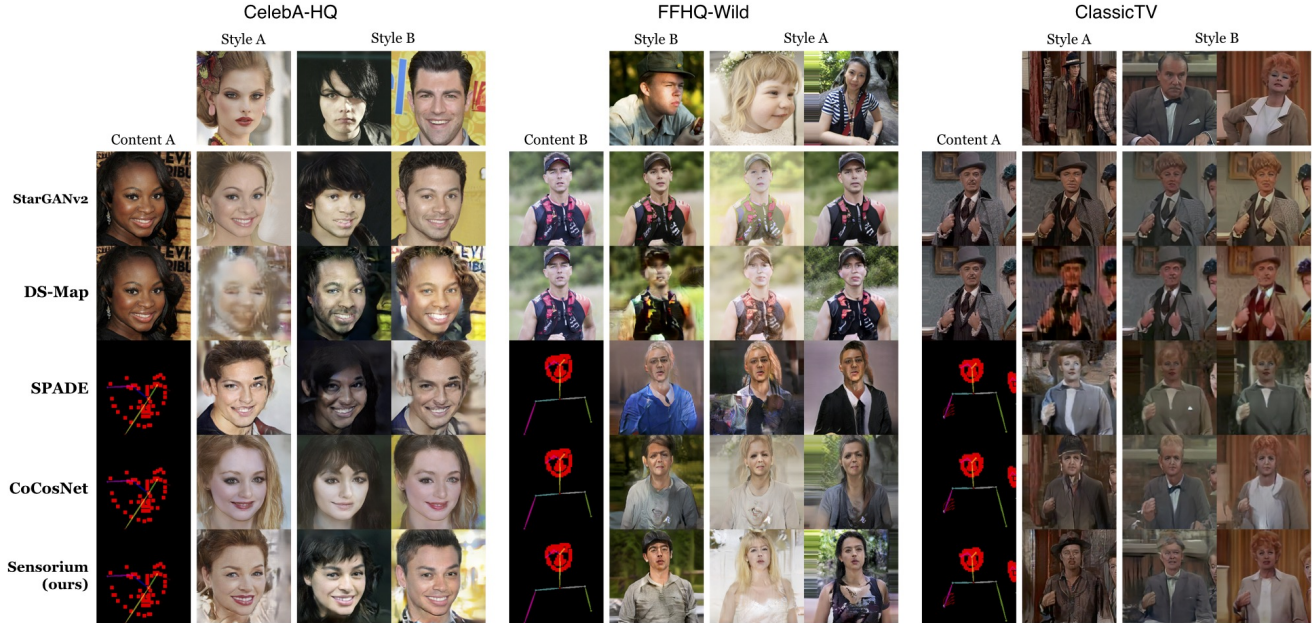 CelebA-HQ FFHQ-Wild ClassicTV
Style A Style B Style B Style A Style A Style B
Content A Content B Content A
StarGANv2
DS-Map
SPADE
CoCosNet
Sensorium
(ours)